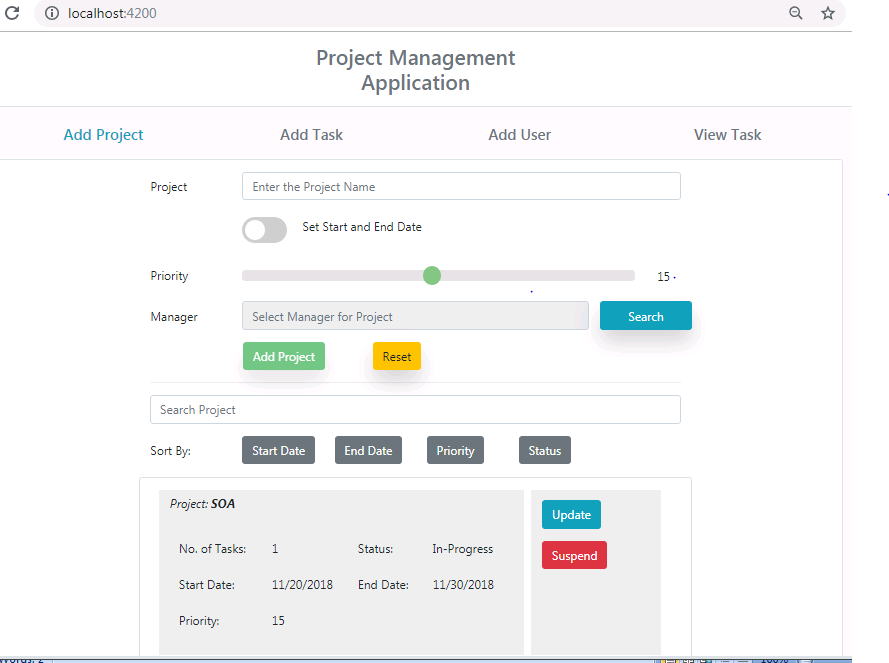 localhost:4200
Project Management
Application
Add Project Add Task Add User View Task
Project Enter the Project Name
Set Start and End Date
Priority 15
Manager Select Manager for Project Search
Add Project Reset
Search Project
Sort By: Start Date End Date Priority Status
Project: SOA
Update
No. of Tasks: 1 Status: In-Progress
Suspend
Start Date: 11/20/2018 End Date: 11/30/2018
Priority: 15